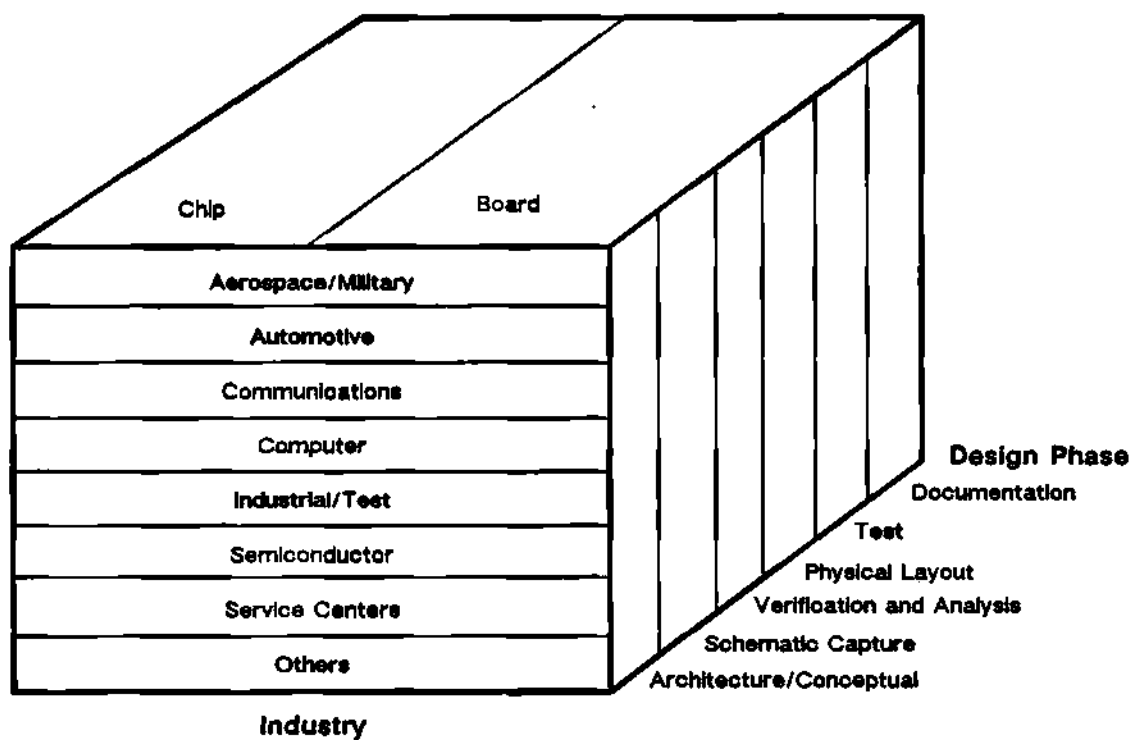 Chip
Board
Aerospace/Military
Automotive
Communications
Computer
Industrial/Test
Semiconductor
Service Centers
Others
Industry
Design Phase
Documentation
Test
Physical Layout
Verification and Analysis
Schematic Capture
Architecture/Conceptual